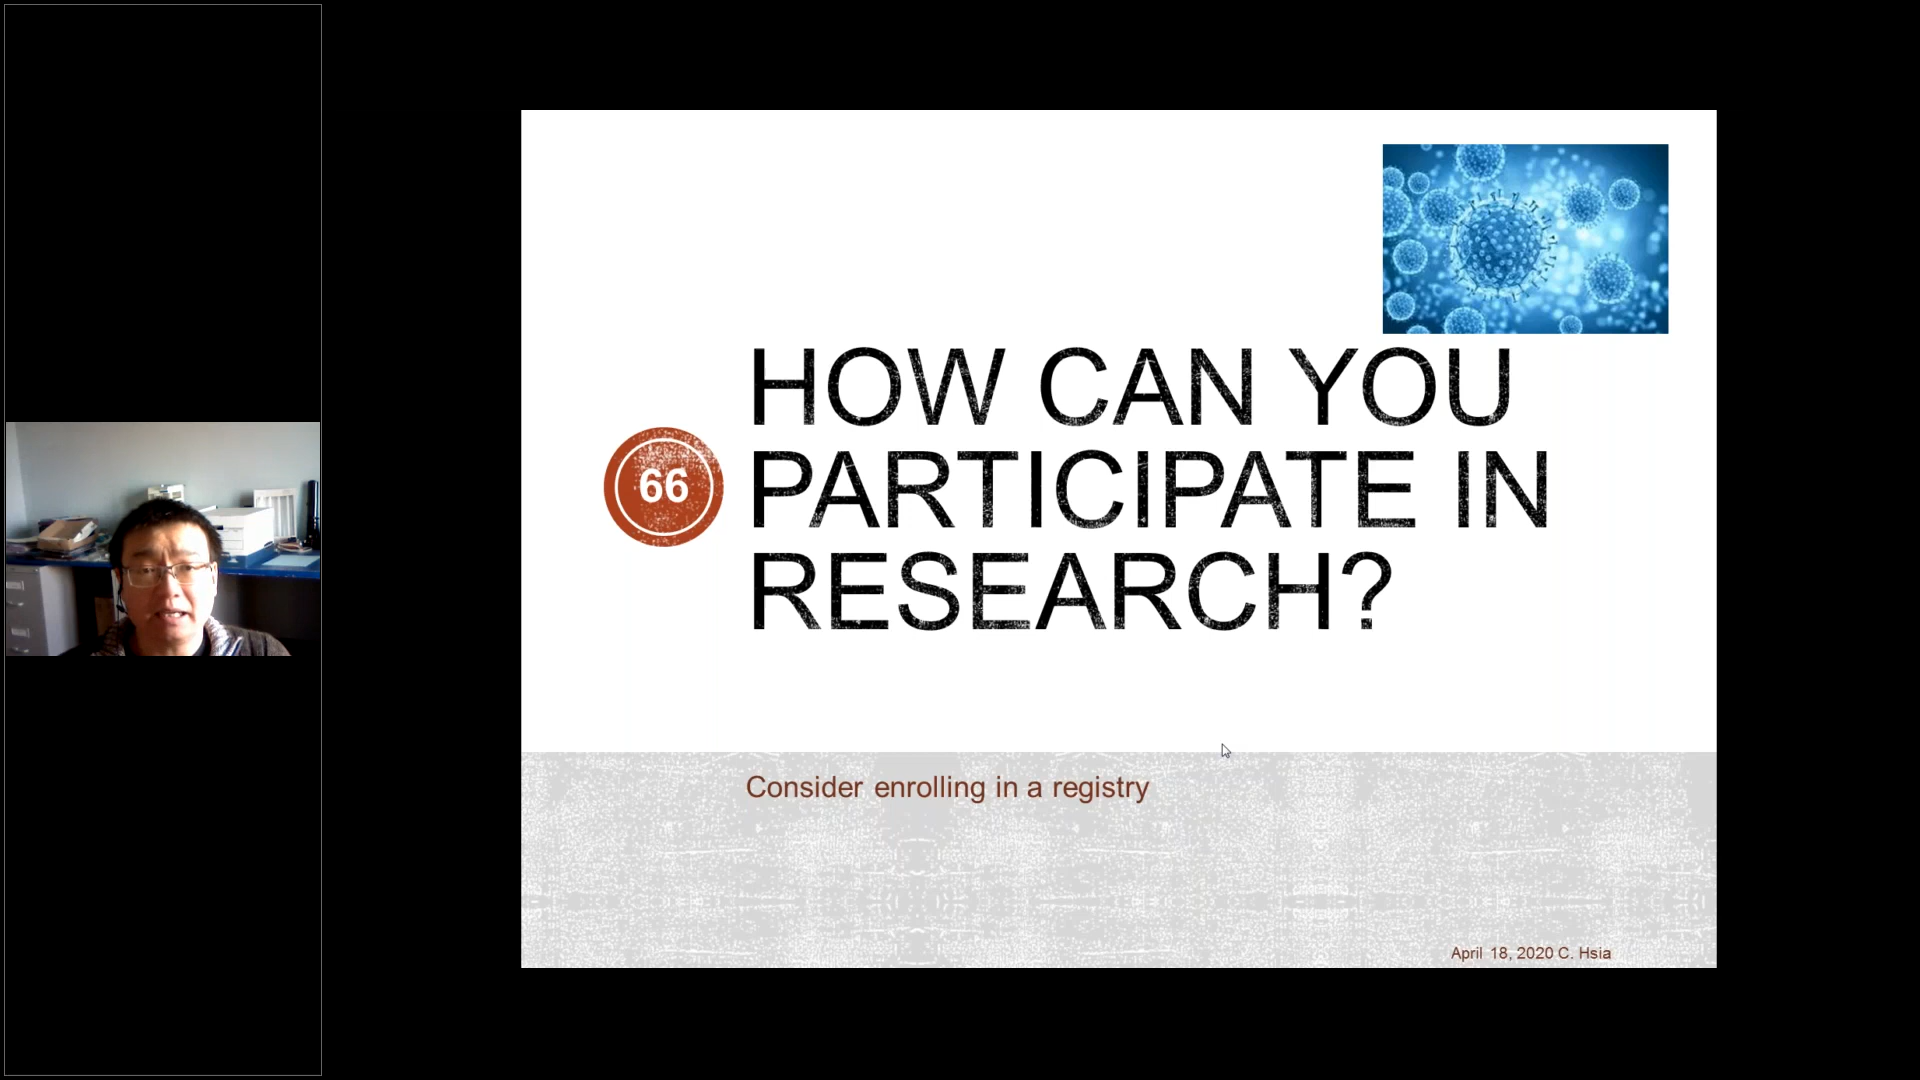 HOW CAN YOU
66
PARTICIPATE IN
RESEARCH?
Consider enrolling in a registry
April 18, 2020 C. Hsia